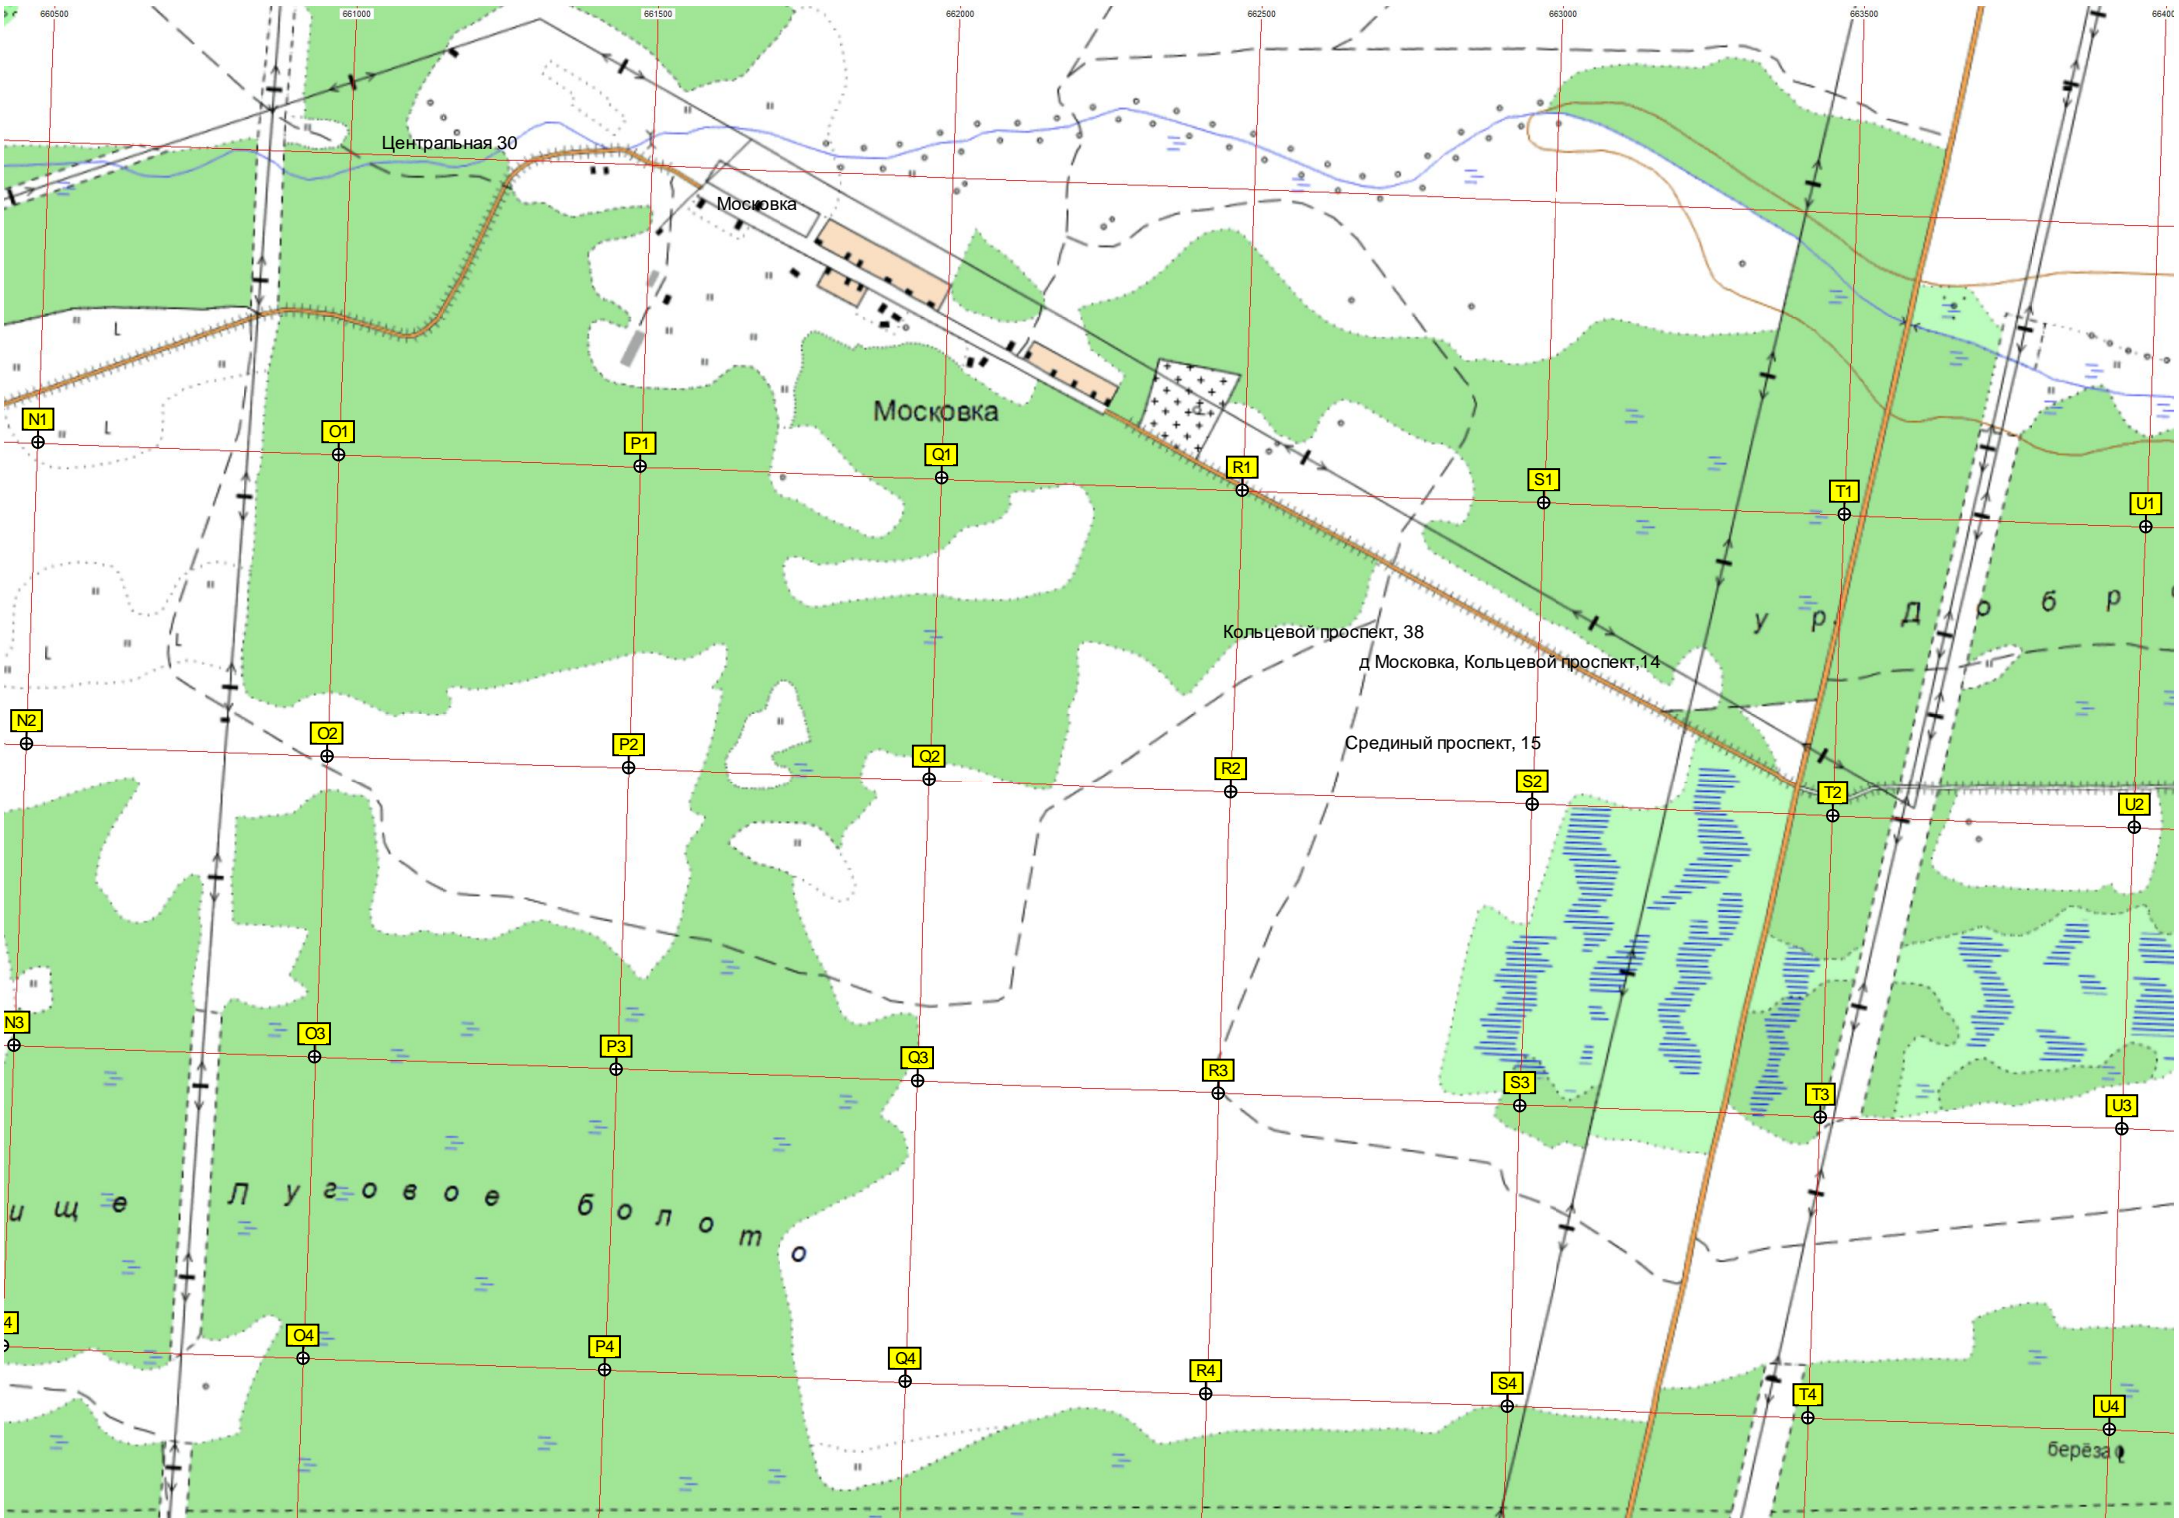 660500 661000 661500 662000 662500 663000 663500
Центральная 30
Московка
Московка
N1 O1 P1 Q1 R1 S1 T1 U1
ур. Д о б р
Кольцевой проспект, 38
д Московка, Кольцевой проспект,14
Срединый проспект, 15
N2 O2 P2 Q2 R2 S2 T2 U2
N3 O3 P3 Q3 R3 S3 T3 U3
и щ е Л у г о в о е б о л о т о
4 O4 P4 Q4 R4 S4 T4 U4
берёза